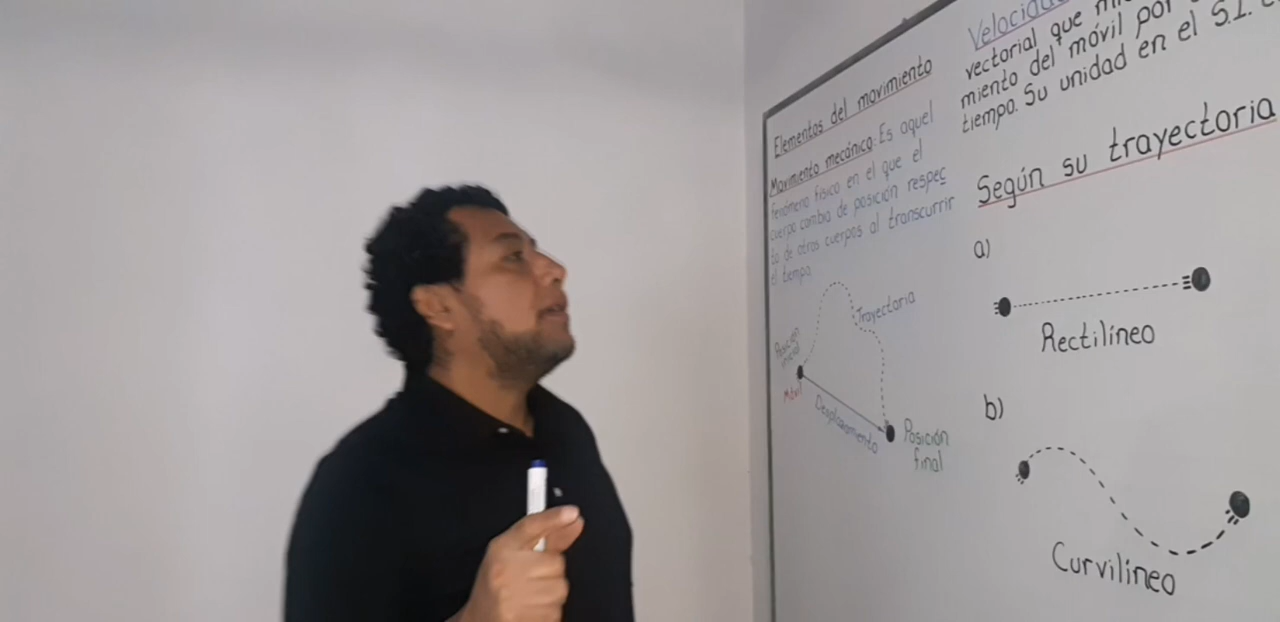 Elementos del movimiento
Movimiento mecánico: Es aquel
fenómeno físico en el que el
cuerpo cambia de posición respec
to de otros cuerpos al transcurrir
el tiempo
Trayectoria
Posición
inicial
Móvil
Desplazamiento
Posición
final
Velocidad
vectorial que
miento del móvil por
tiempo. Su unidad en el S.I.
Según su trayectoria
a)
Rectilíneo
b)
Curvilíneo